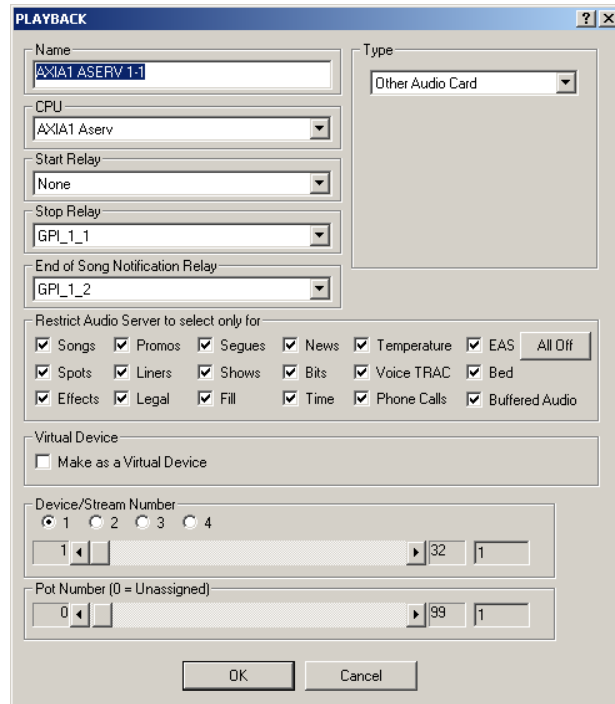 PLAYBACK
Name
AXIA1 ASERV 1-1
Type
Other Audio Card
CPU
AXIA1 Aserv
Start Relay
None
Stop Relay
GPI_1_1
End of Song Notification Relay
GPI_1_2
Restrict Audio Server to select only for
Songs Promos Segues News Temperature EAS All Off
Spots Liners Shows Bits Voice TRAC Bed
Effects Legal Fill Time Phone Calls Buffered Audio
Virtual Device
Make as a Virtual Device
Device/Stream Number
1 2 3 4
1 32 1
Pot Number (0 = Unassigned)
0 99 1
OK Cancel